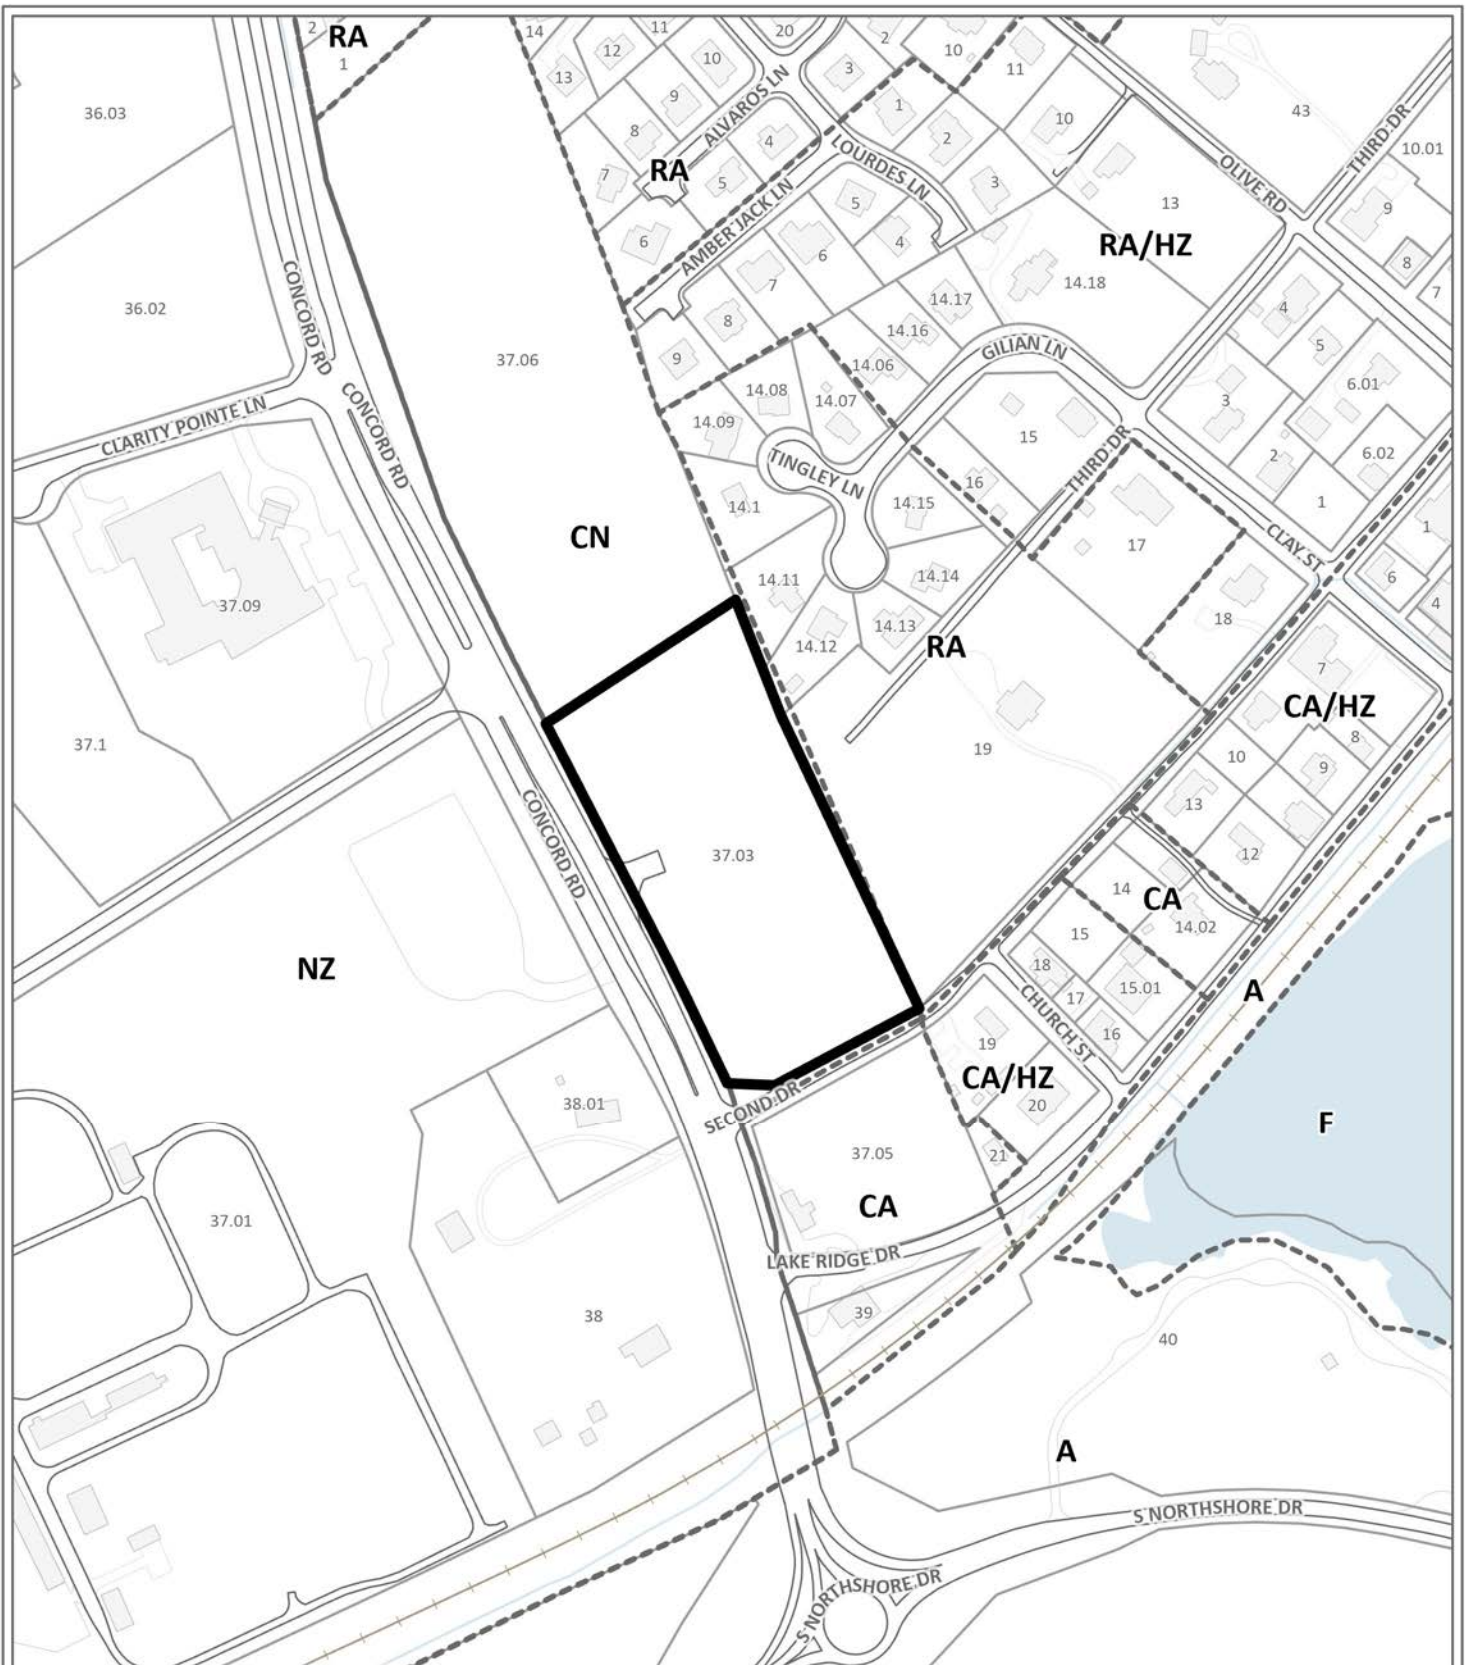 2
RA
1
14
11
20
2
12
10
13
9
3
10
11
43
THIRD DR
36.03
8
ALVAROS LN
4
1
2
10
10.01
7
RA
5
LOURDES LN
3
13
OLIVE RD
9
6
AMBER JACK LN
5
4
RA/HZ
8
CONCORD RD
36.02
7
6
14.17
14.18
7
8
14.16
4
37.06
9
GILIAN LN
5
14.06
CONCORD RD
14.08
14.07
6.01
3
CLARITY POINTE LN
14.09
15
THIRD DR
2
6.02
TINGLEY LN
16
14.1
14.15
1
1
CN
17
CLAY ST
14.11
14.14
6
37.09
14.13
18
4
14.12
RA
7
CA/HZ
37.1
19
8
10
9
CONCORD RD
13
37.03
12
14
CA
14.02
15
NZ
18
17
15.01
A
CHURCH ST
16
19
CA/HZ
38.01
SECOND DR
20
F
37.05
21
CA
37.01
LAKE RIDGE DR
38
39
40
A
S NORTHSHORE DR
S NORTHSHORE DR